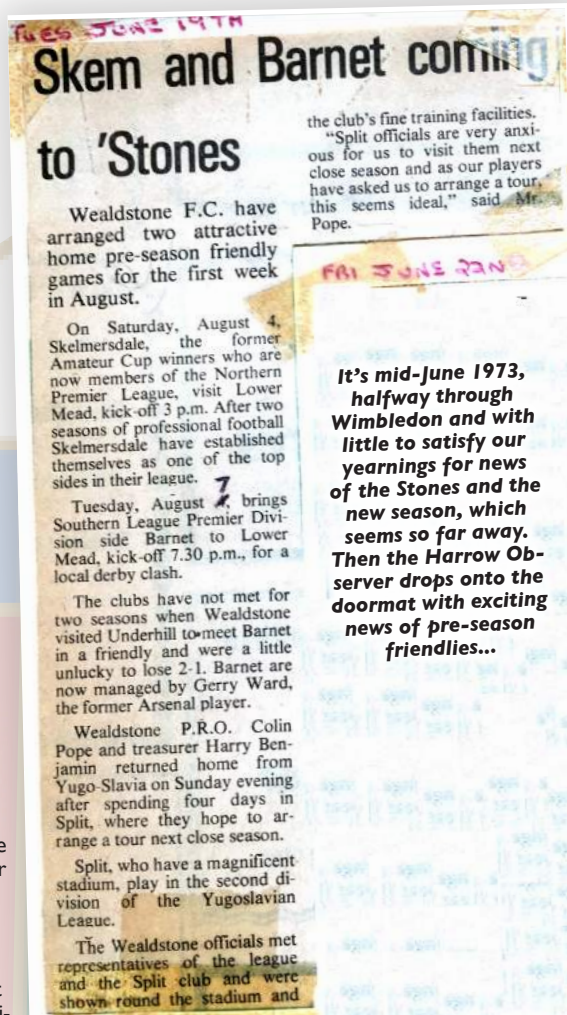 TUES JUNE 19TH
Skem and Barnet coming
to 'Stones
Wealdstone F.C. have
arranged two attractive
home pre-season friendly
games for the first week
in August.
On Saturday, August 4,
Skelmersdale, the former
Amateur Cup winners who are
now members of the Northern
Premier League, visit Lower
Mead, kick-off 3 p.m. After two
seasons of professional football
Skelmersdale have established
themselves as one of the top
sides in their league.
7
Tuesday, August , brings
Southern League Premier Divi-
sion side Barnet to Lower
Mead, kick-off 7.30 p.m., for a
local derby clash.
The clubs have not met for
two seasons when Wealdstone
visited Underhill to meet Barnet
in a friendly and were a little
unlucky to lose 2-1. Barnet are
now managed by Gerry Ward,
the former Arsenal player.
Wealdstone P.R.O. Colin
Pope and treasurer Harry Ben-
jamin returned home from
Yugo-Slavia on Sunday evening
after spending four days in
Split, where they hope to ar-
range a tour next close season.
Split, who have a magnificent
stadium, play in the second di-
vision of the Yugoslavian
League.
The Wealdstone officials met
representatives of the league
and the Split club and were
shown round the stadium and
the club's fine training facilities.
"Split officials are very anxi-
ous for us to visit them next
close season and as our players
have asked us to arrange a tour,
this seems ideal," said Mr.
Pope.
FRI JUNE 22ND
It's mid-June 1973,
halfway through
Wimbledon and with
little to satisfy our
yearnings for news
of the Stones and the
new season, which
seems so far away.
Then the Harrow Ob-
server drops onto the
doormat with exciting
news of pre-season
friendlies...